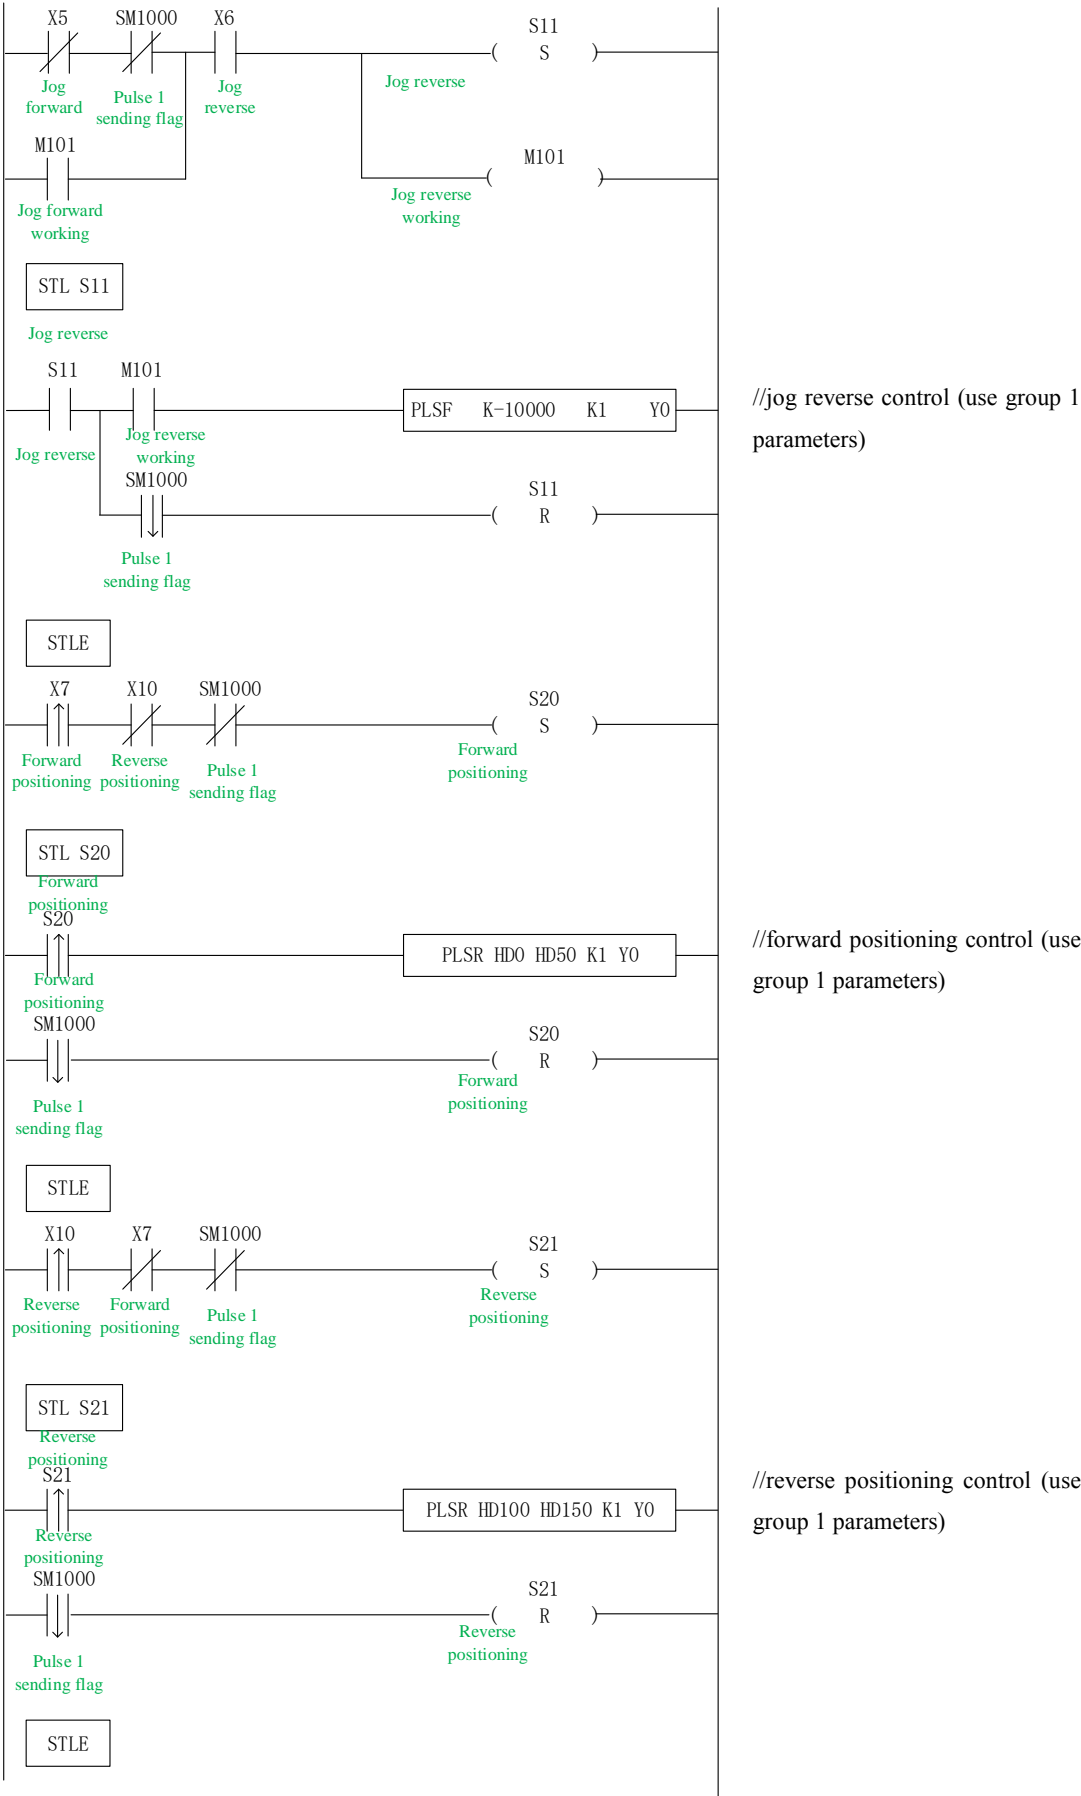 X5 SM1000 X6
S11
( S )
Jog
forward
Pulse 1
sending flag
Jog
reverse
Jog reverse
M101
M101
( )
Jog forward
working
Jog reverse
working
STL S11
Jog reverse
S11 M101
PLSF K-10000 K1 Y0
//jog reverse control (use group 1
parameters)
Jog reverse
Jog reverse
working
SM1000
S11
( R )
Pulse 1
sending flag
STLE
X7 X10 SM1000
S20
( S )
Forward
positioning
Reverse
positioning
Pulse 1
sending flag
Forward
positioning
STL S20
Forward
positioning
S20
PLSR HD0 HD50 K1 Y0
//forward positioning control (use
group 1 parameters)
Forward
positioning
SM1000
S20
( R )
Forward
positioning
Pulse 1
sending flag
STLE
X10 X7 SM1000
S21
( S )
Reverse
positioning
Forward
positioning
Pulse 1
sending flag
Reverse
positioning
STL S21
Reverse
positioning
S21
PLSR HD100 HD150 K1 Y0
//reverse positioning control (use
group 1 parameters)
Reverse
positioning
SM1000
S21
( R )
Reverse
positioning
Pulse 1
sending flag
STLE